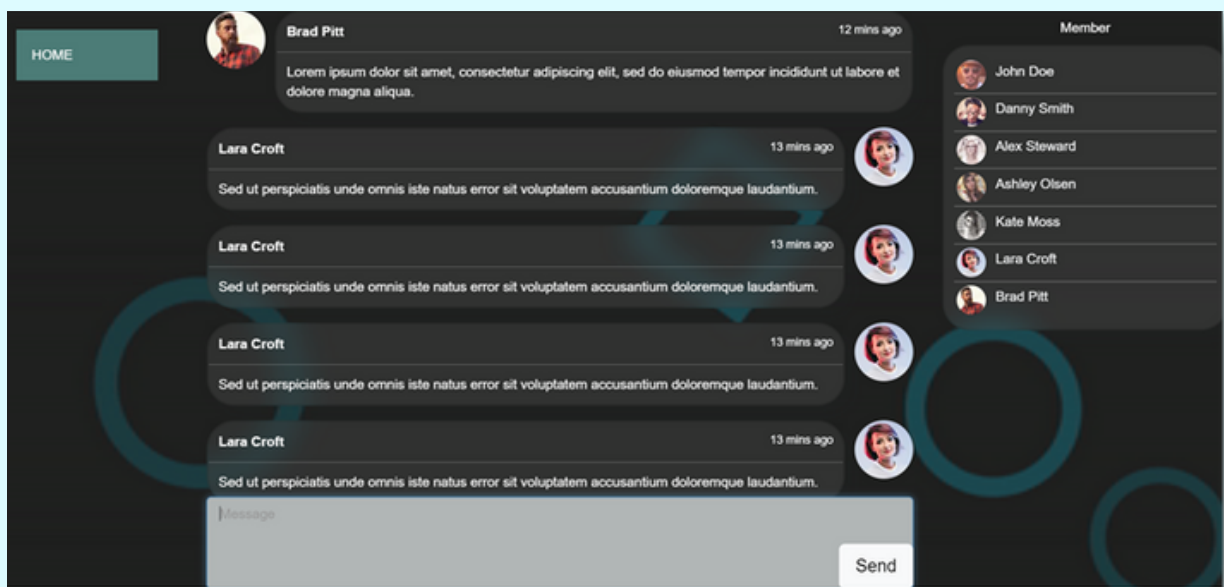 HOME
Brad Pitt
12 mins ago
Lorem ipsum dolor sit amet, consectetur adipiscing elit, sed do eiusmod tempor incididunt ut labore et
dolore magna aliqua.
Lara Croft
13 mins ago
Sed ut perspiciatis unde omnis iste natus error sit voluptatem accusantium doloremque laudantium.
Lara Croft
13 mins ago
Sed ut perspiciatis unde omnis iste natus error sit voluptatem accusantium doloremque laudantium.
Lara Croft
13 mins ago
Sed ut perspiciatis unde omnis iste natus error sit voluptatem accusantium doloremque laudantium.
Lara Croft
13 mins ago
Sed ut perspiciatis unde omnis iste natus error sit voluptatem accusantium doloremque laudantium.
Message
Send
Member
John Doe
Danny Smith
Alex Steward
Ashley Olsen
Kate Moss
Lara Croft
Brad Pitt